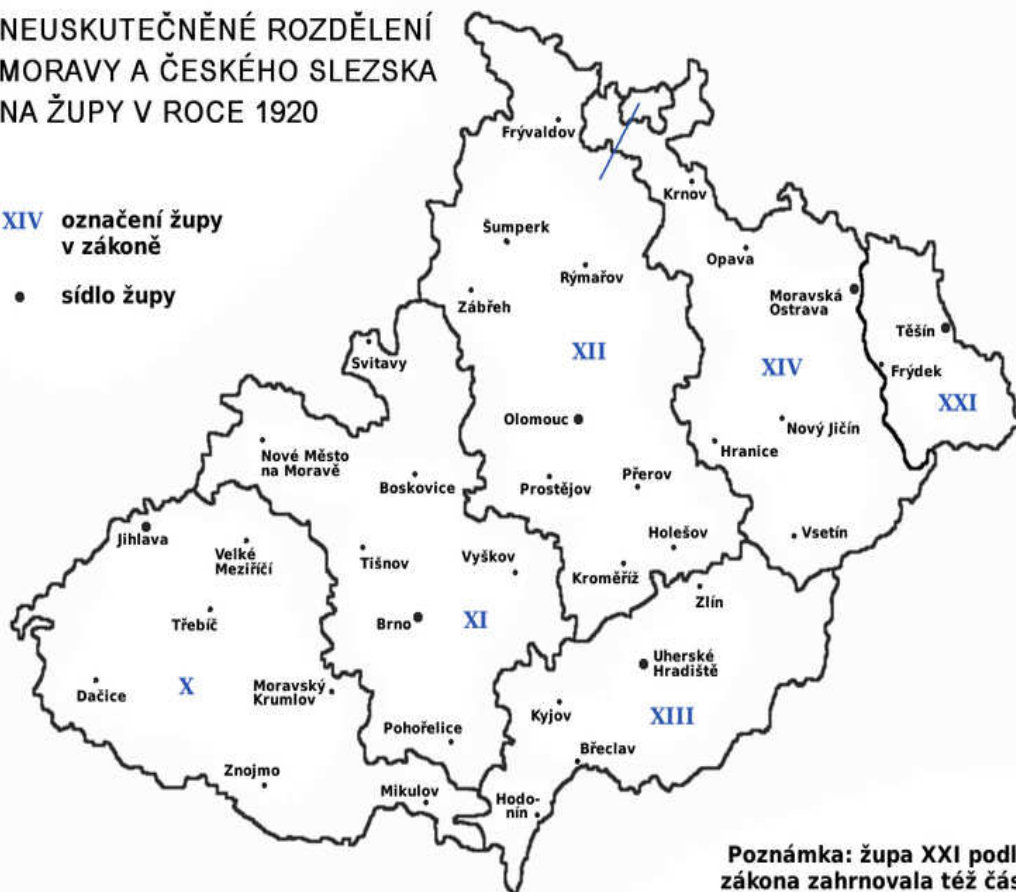 NEUSKUTEČNĚNÉ ROZDĚLENÍ
MORAVY A ČESKÉHO SLEZSKA
NA ŽUPY V ROCE 1920
XIV označení župy
v zákoně
sídlo župy
Frývaldov
Krnov
Šumperk
Opava
Rýmařov
Zábřeh
Moravská
Ostrava
Těšín
Svitavy
XII
XIV
Frýdek
XXI
Olomouc
Nový Jičín
Hranice
Nové Město
na Moravě
Boskovice
Prostějov
Přerov
Jihlava
Velké
Meziříčí
Tišnov
Vyškov
Holešov
Vsetín
Kroměříž
Zlín
Třebíč
Brno
XI
Uherské
Hradiště
Dačice
X
Moravský
Krumlov
Kyjov
XIII
Pohořelice
Břeclav
Znojmo
Mikulov
Hodo-
nín
Poznámka: župa XXI podl
zákona zahrnovala též čás